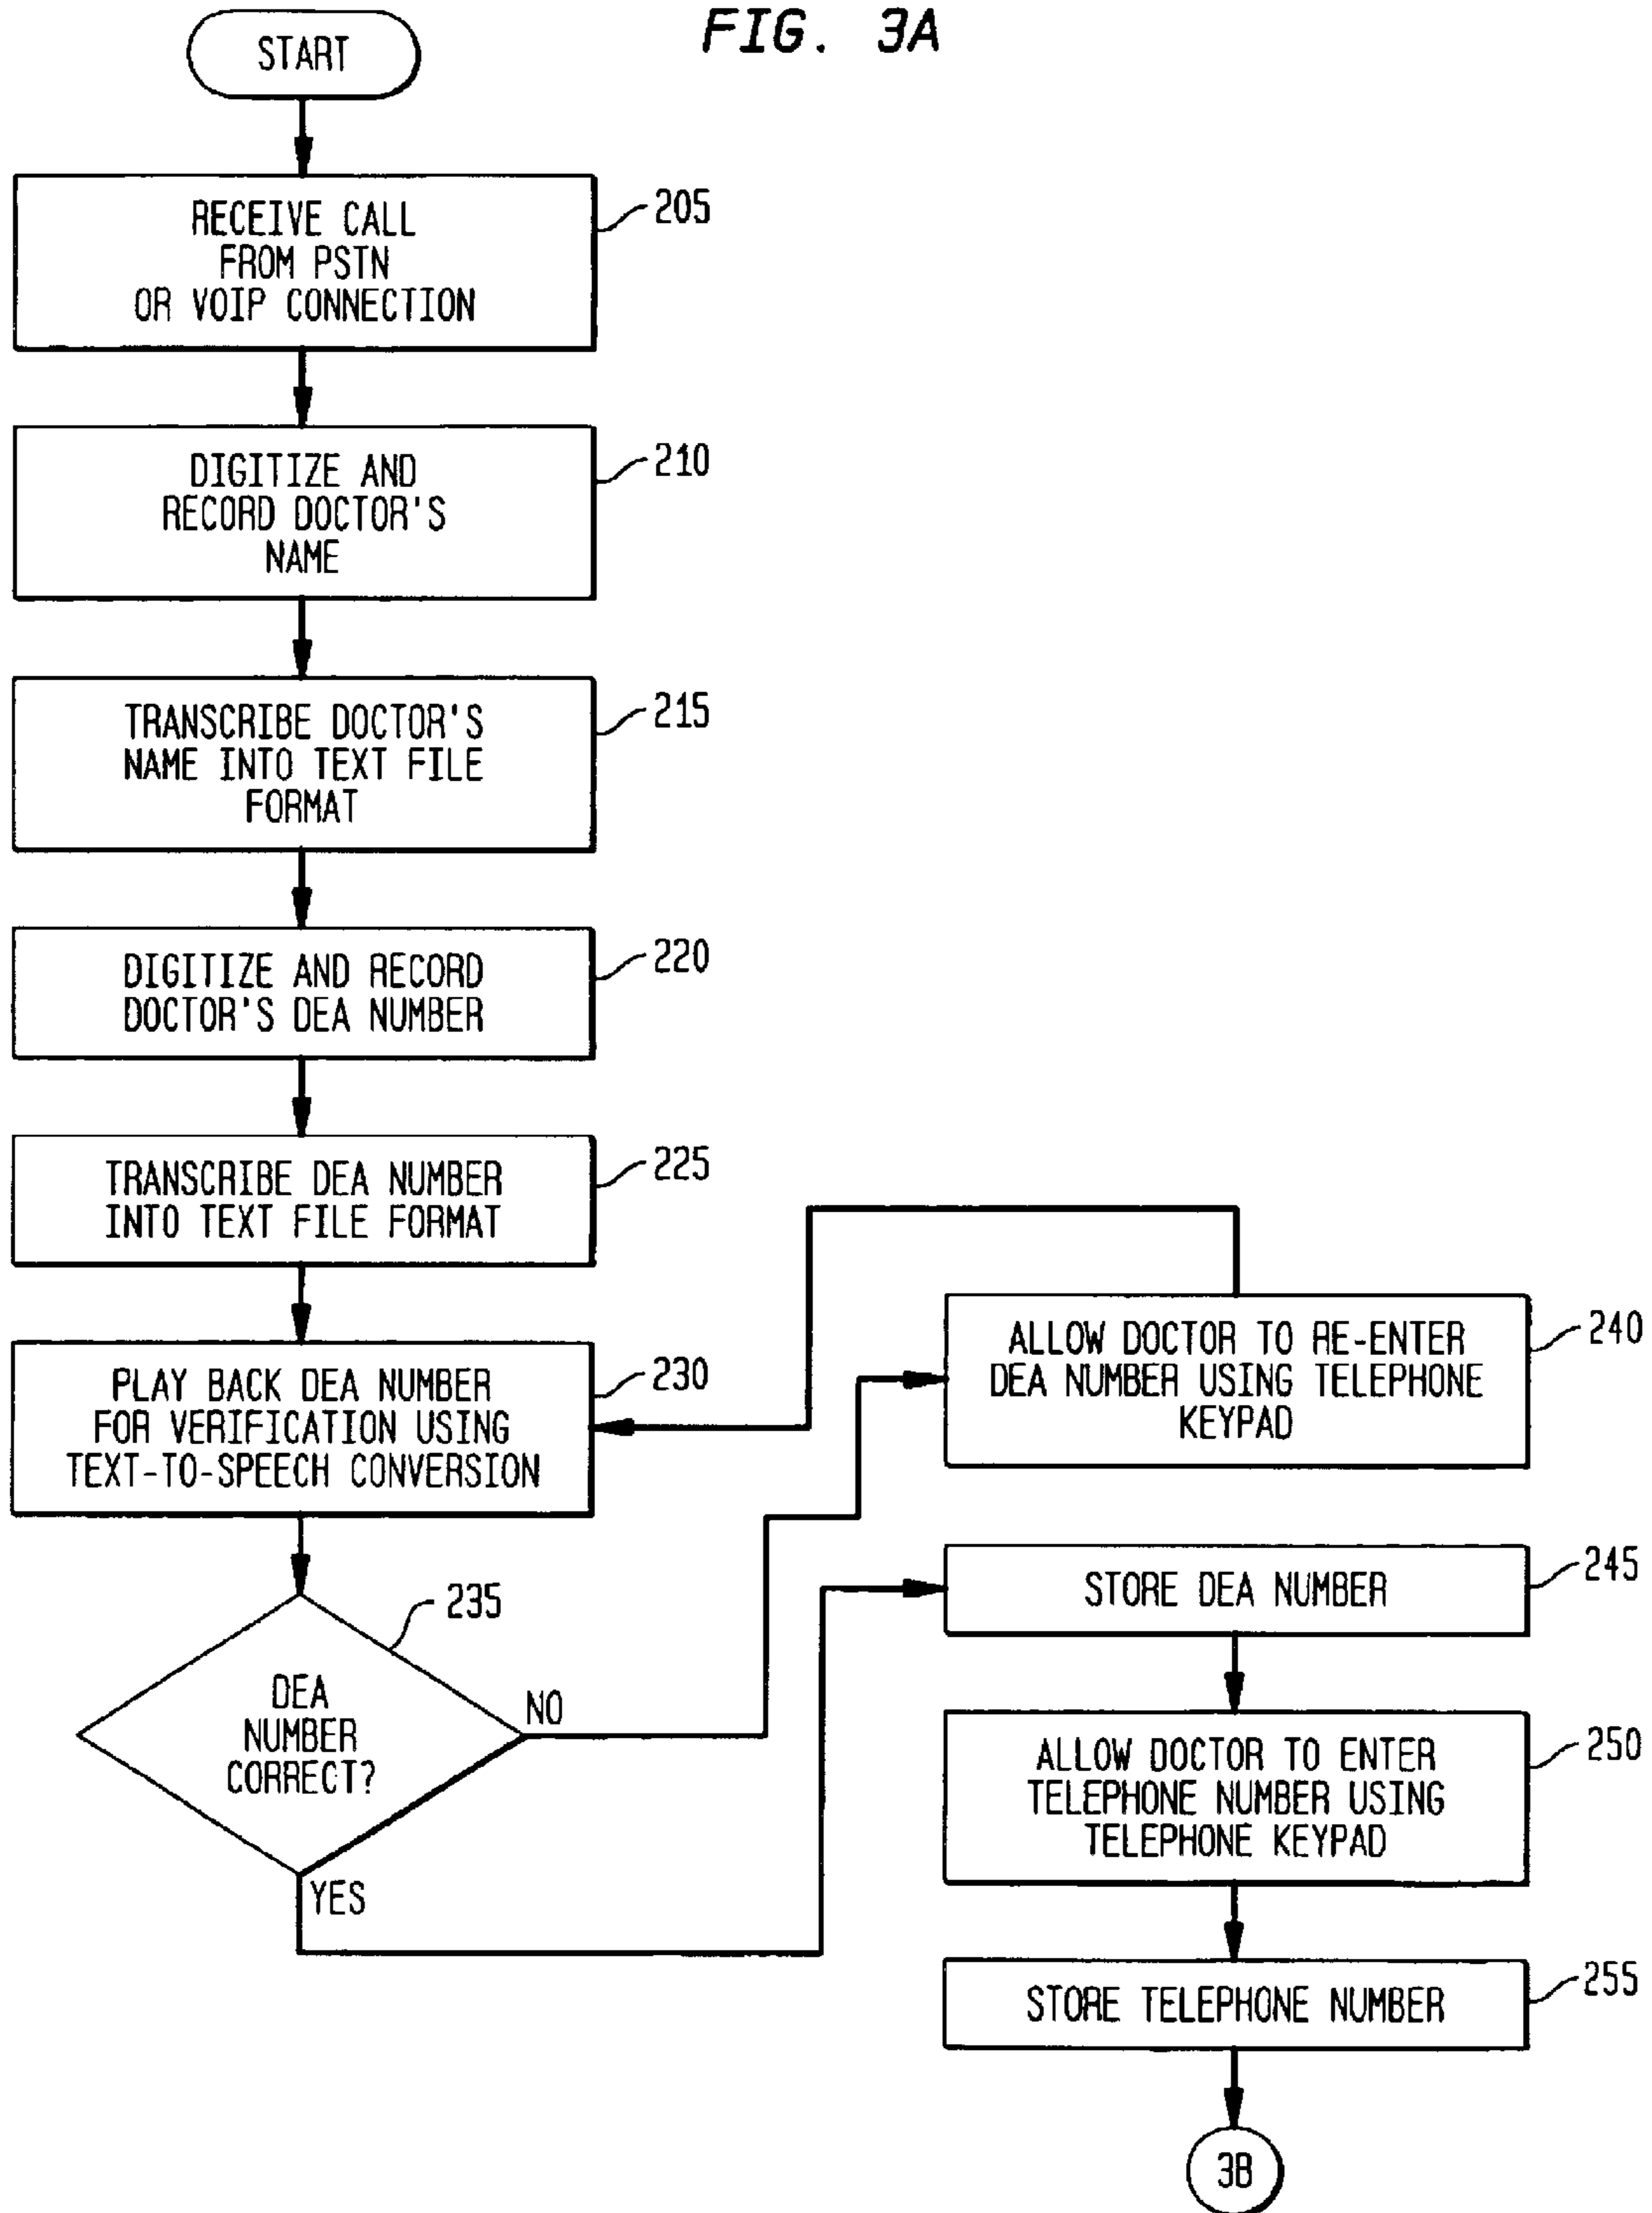 FIG. 3A
START
RECEIVE CALL
FROM PSTN
OR VOIP CONNECTION
205
DIGITIZE AND
RECORD DOCTOR'S
NAME
210
TRANSCRIBE DOCTOR'S
NAME INTO TEXT FILE
FORMAT
215
DIGITIZE AND RECORD
DOCTOR'S DEA NUMBER
220
TRANSCRIBE DEA NUMBER
INTO TEXT FILE FORMAT
225
PLAY BACK DEA NUMBER
FOR VERIFICATION USING
TEXT-TO-SPEECH CONVERSION
230
DEA
NUMBER
CORRECT?
235
NO
YES
ALLOW DOCTOR TO RE-ENTER
DEA NUMBER USING TELEPHONE
KEYPAD
240
STORE DEA NUMBER
245
ALLOW DOCTOR TO ENTER
TELEPHONE NUMBER USING
TELEPHONE KEYPAD
250
STORE TELEPHONE NUMBER
255
3B